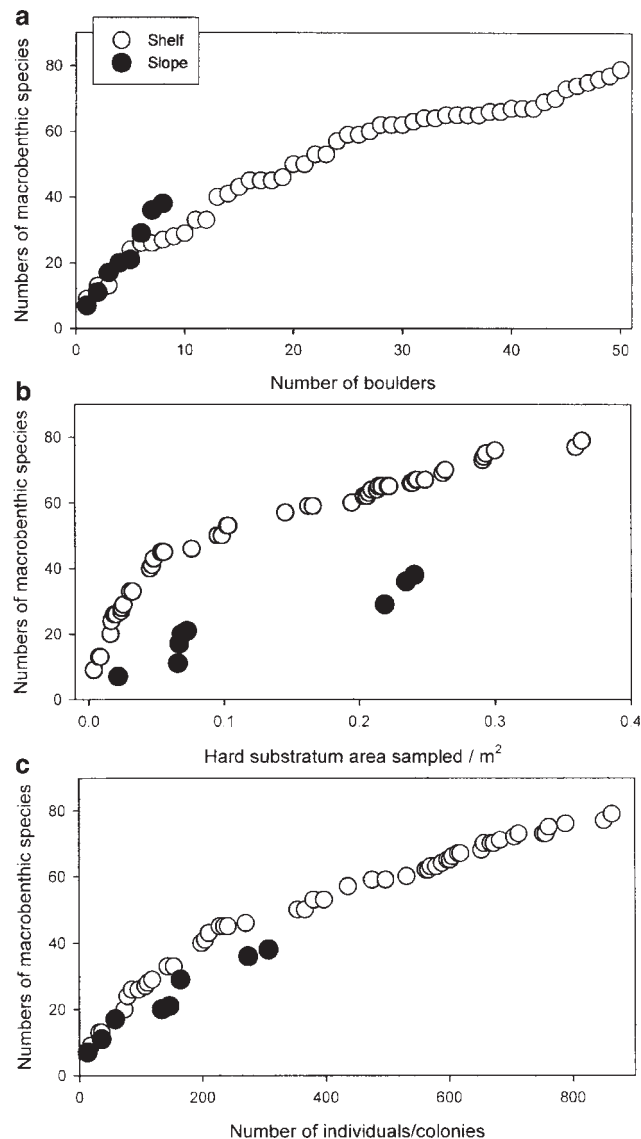 a
Shelf
Slope
Numbers of macrobenthic species
80
60
40
20
0
0 10 20 30 40 50
Number of boulders
b
Numbers of macrobenthic species
80
60
40
20
0
0.0 0.1 0.2 0.3 0.4
Hard substratum area sampled / m²
c
Numbers of macrobenthic species
80
60
40
20
0
0 200 400 600 800
Number of individuals/colonies